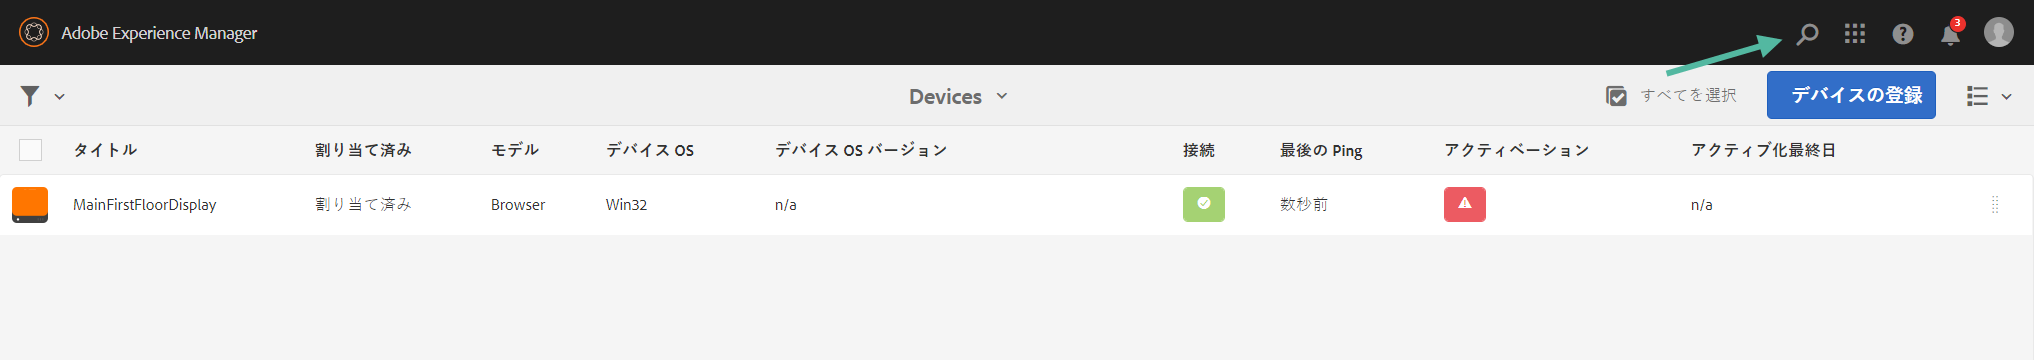 Adobe Experience Manager
?
3
Devices
すべてを選択
デバイスの登録
タイトル 割り当て済み モデル デバイス OS デバイス OS バージョン 接続 最後の Ping アクティベーション アクティブ化最終日
MainFirstFloorDisplay 割り当て済み Browser Win32 n/a 数秒前 n/a